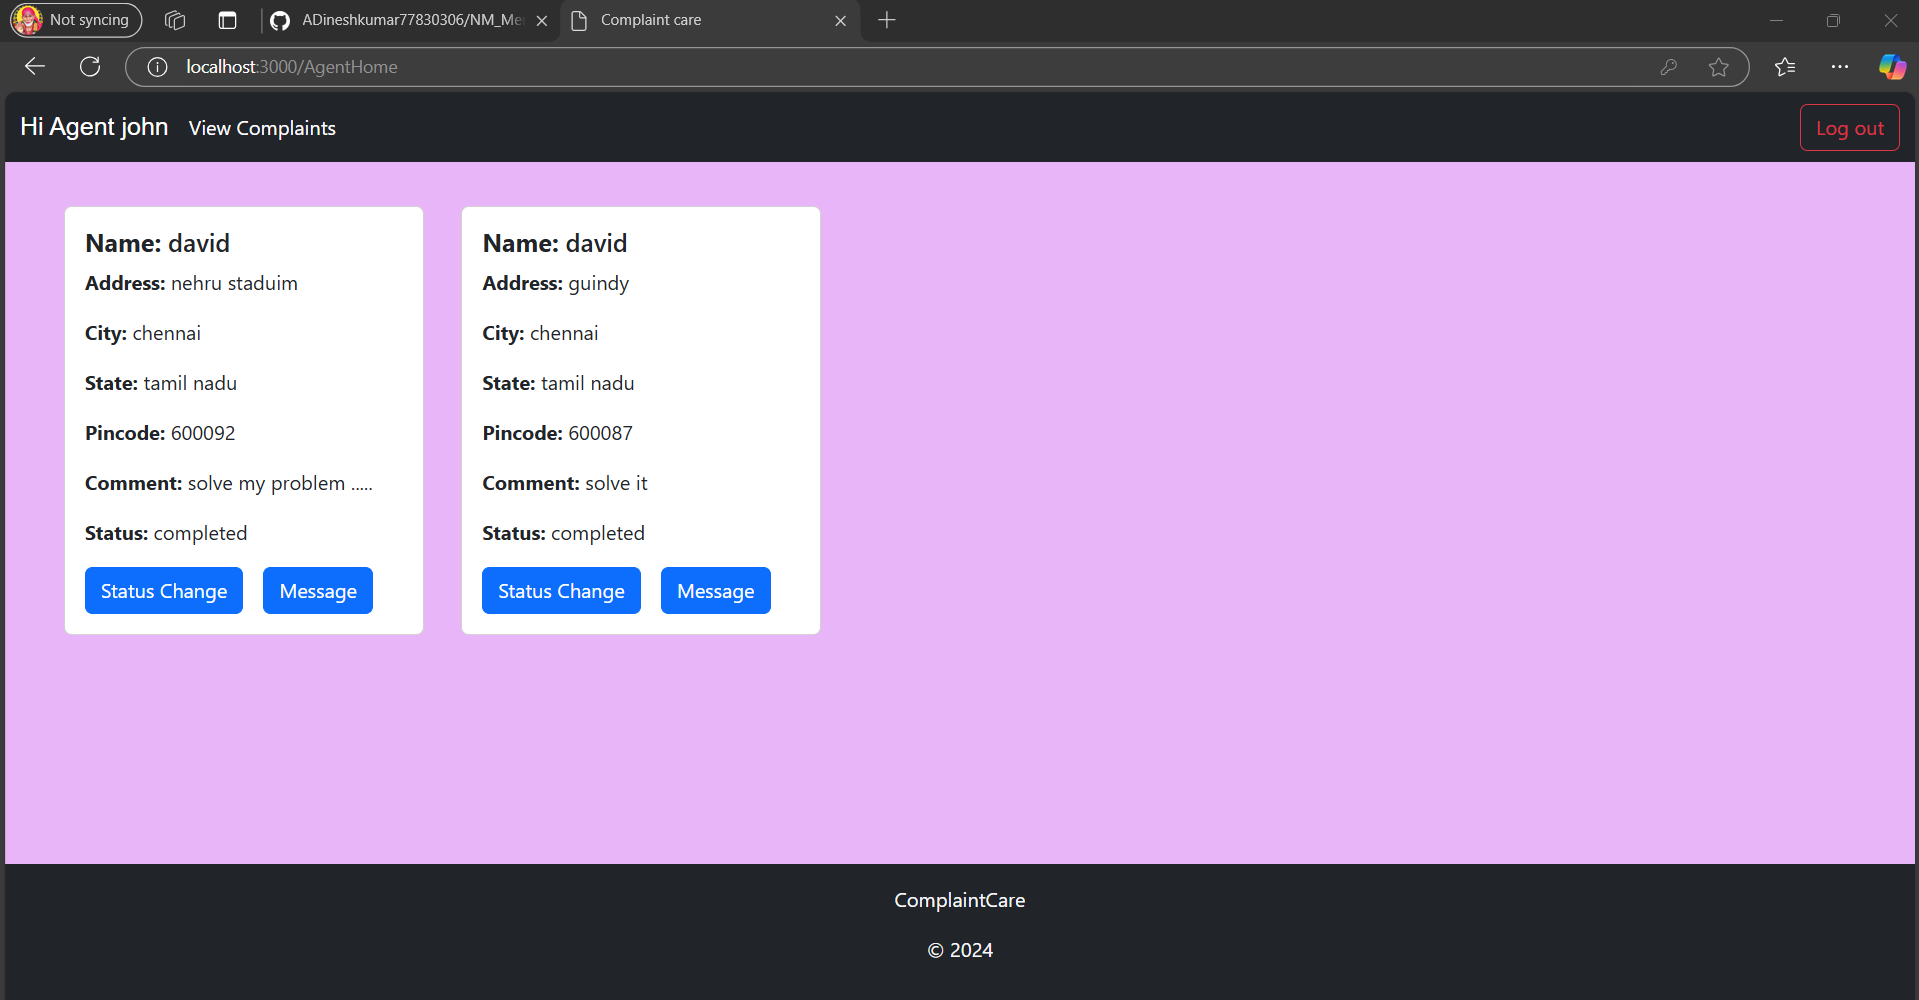 Not syncing
ADineshkumar77830306/NM_Me
Complaint care
localhost:3000/AgentHome
Hi Agent john
View Complaints
Log out
Name: david
Address: nehru staduim
City: chennai
State: tamil nadu
Pincode: 600092
Comment: solve my problem .....
Status: completed
Status Change
Message
Name: david
Address: guindy
City: chennai
State: tamil nadu
Pincode: 600087
Comment: solve it
Status: completed
Status Change
Message
ComplaintCare
© 2024